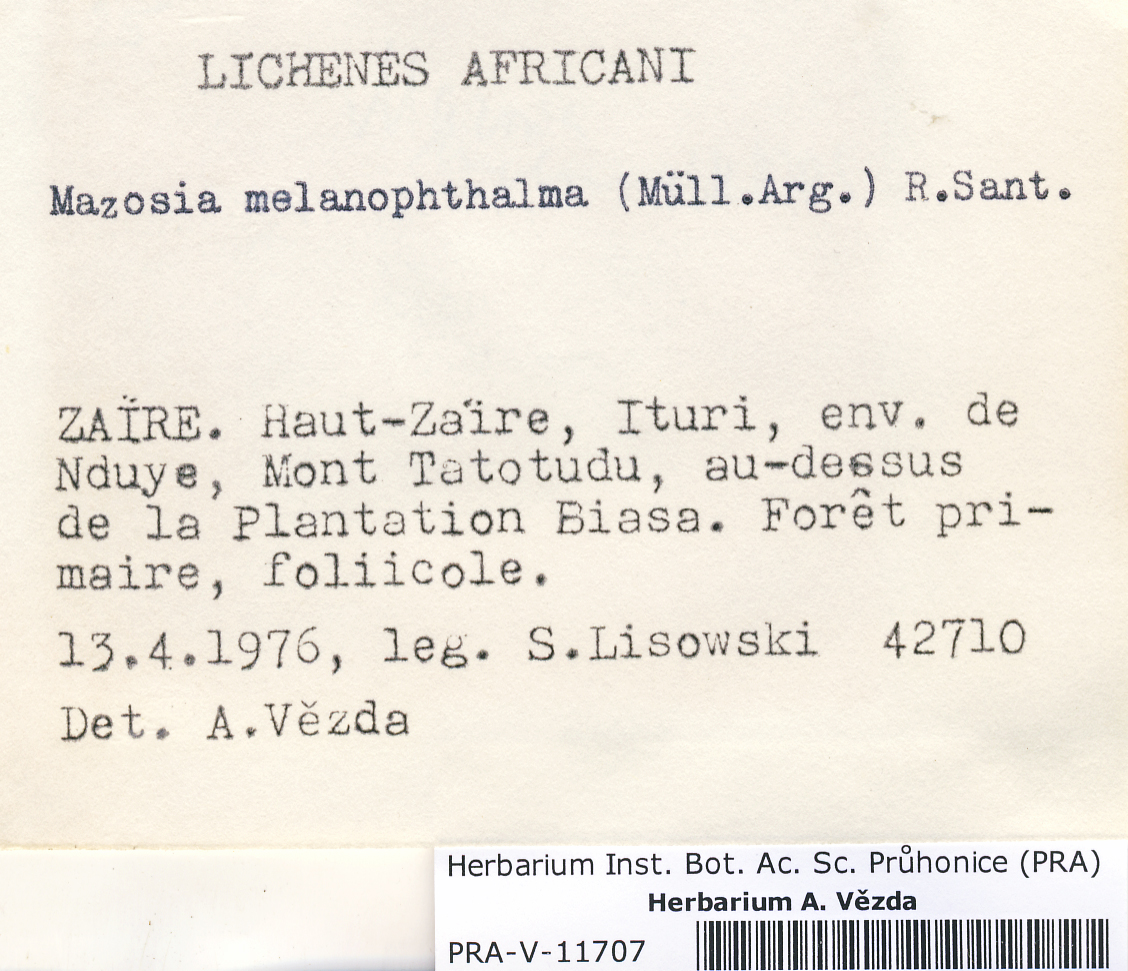 LICHENES AFRICANI
Mazosia melanophthalma (Müll.Arg.) R.Sant.
ZAÏRE. Haut-Zaïre, Ituri, env. de
Nduye, Mont Tatotudu, au-dessus
de la Plantation Biasa. Forêt pri-
maire, foliicole.
13.4.1976, leg. S.Lisowski 42710
Det. A.Vězda
Herbarium Inst. Bot. Ac. Sc. Průhonice (PRA)
Herbarium A. Vězda
PRA-V-11707